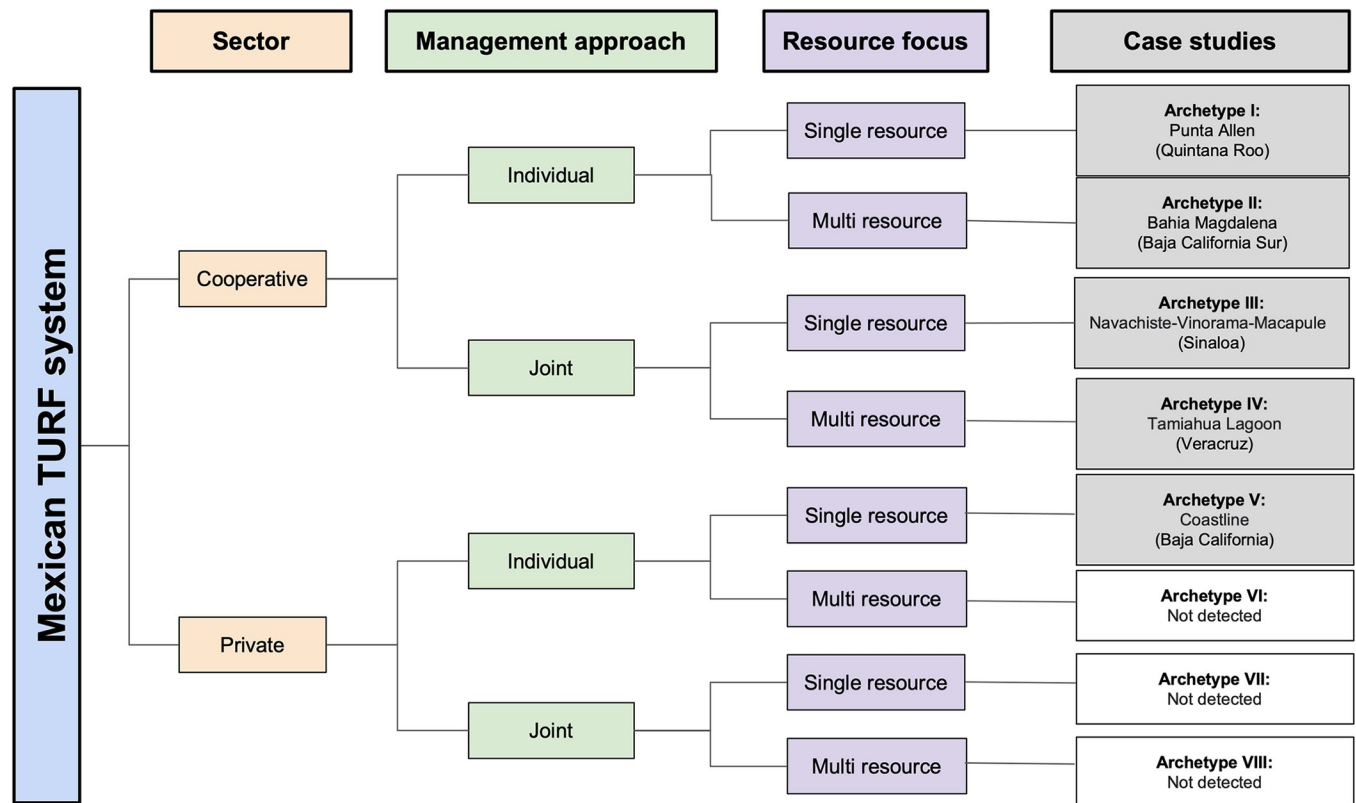 Sector
Management approach
Resource focus
Case studies
Mexican TURF system
Cooperative
Individual
Single resource
Archetype I:
Punta Allen
(Quintana Roo)
Multi resource
Archetype II:
Bahia Magdalena
(Baja California Sur)
Joint
Single resource
Archetype III:
Navachiste-Vinorama-Macapule
(Sinaloa)
Multi resource
Archetype IV:
Tamiahua Lagoon
(Veracruz)
Private
Individual
Single resource
Archetype V:
Coastline
(Baja California)
Multi resource
Archetype VI:
Not detected
Joint
Single resource
Archetype VII:
Not detected
Multi resource
Archetype VIII:
Not detected